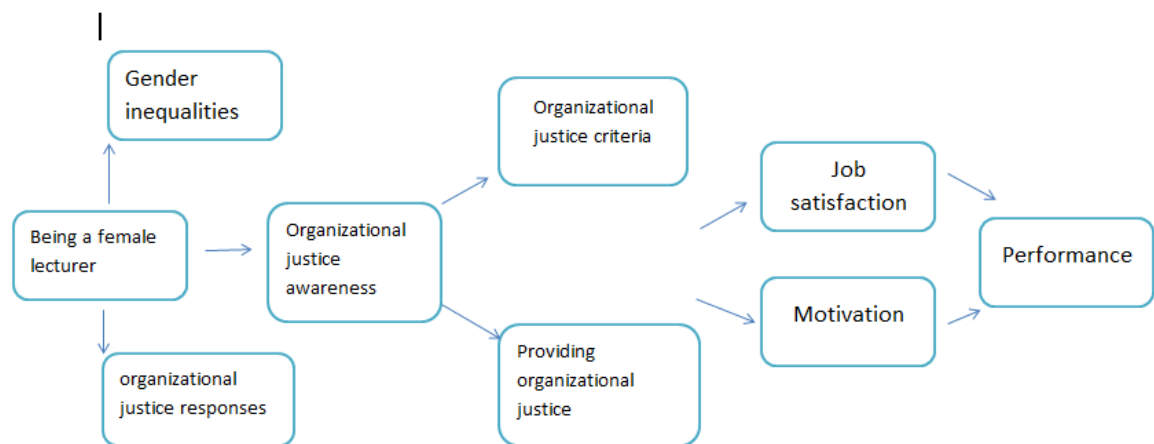 Gender
inequalities
Being a female
lecturer
organizational
justice responses
Organizational
justice
awareness
Organizational
justice criteria
Providing
organizational
justice
Job
satisfaction
Motivation
Performance